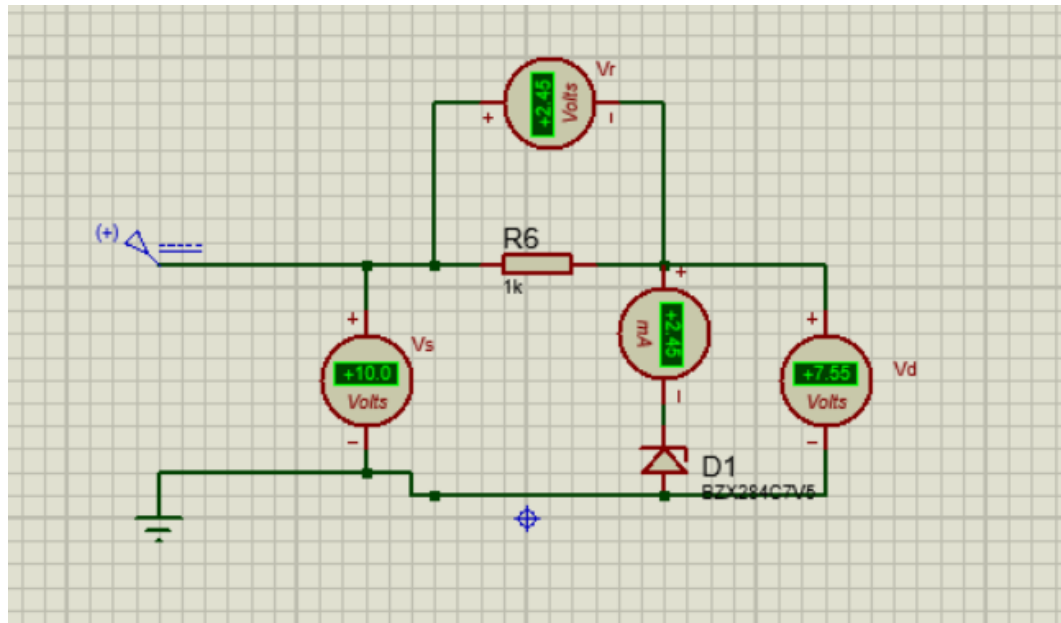 Vr
+2.45
Volts
+
-
(+)
R6
1k
+
+2.45
mA
-
+
Vs
+10.0
Volts
-
+
Vd
+7.55
Volts
-
D1
BZX284C7V5